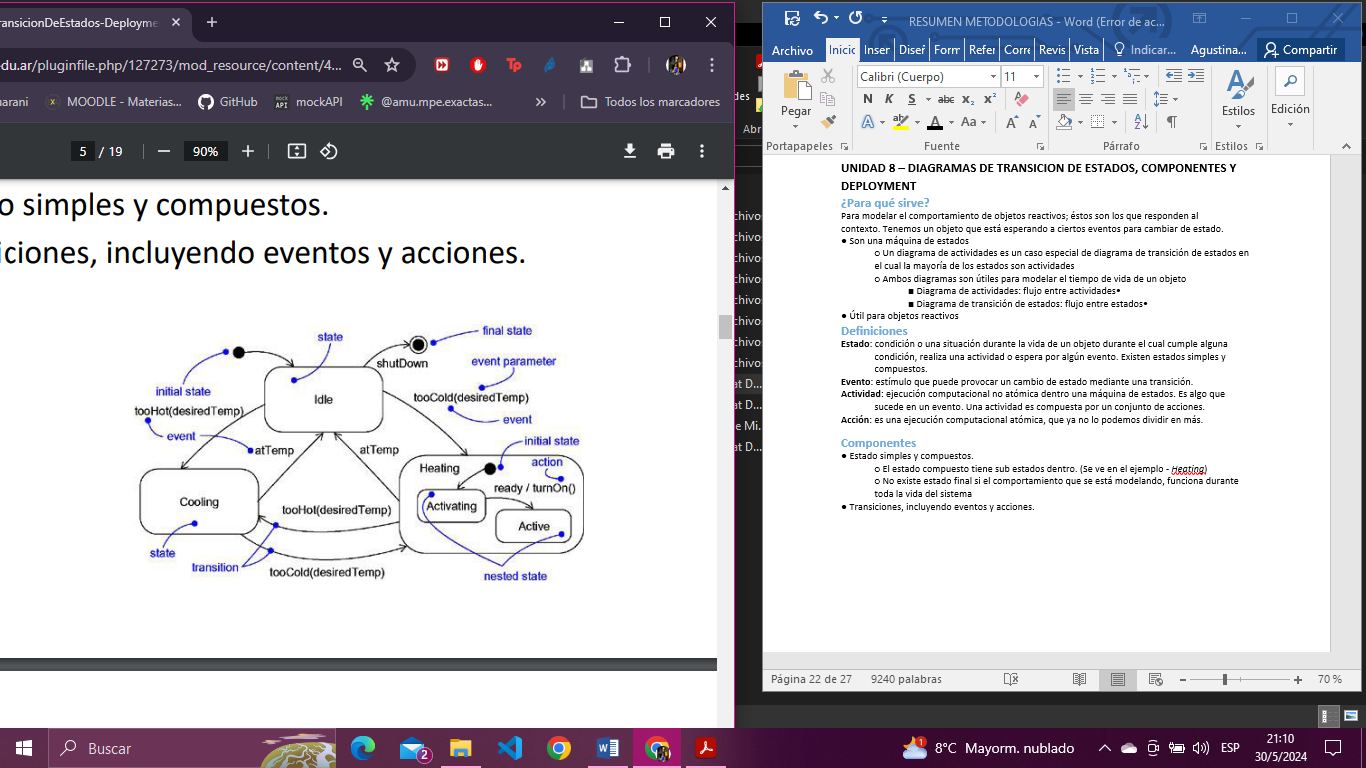 ransicionDeEstados-Deployme
du.ar/pluginfile.php/127273/mod_resource/content/4...
uarani
MOODLE - Materias...
GitHub
mockAPI
@amu.mpe.exactas...
Todos los marcadores
5 / 19
90%
o simples y compuestos.
iciones, incluyendo eventos y acciones.
state
final state
shutDown
event parameter
initial state
Idle
tooCold(desiredTemp)
tooHot(desiredTemp)
event
event
atTemp
atTemp
initial state
Heating
action
ready / turnOn()
Cooling
Activating
tooHot(desiredTemp)
Active
state
transition
tooCold(desiredTemp)
nested state
RESUMEN METODOLOGIAS - Word (Error de ac...
Archivo
Inicic
Inser
Diseñ
Form
Refer
Corre
Revis
Vista
Indicar...
Agustina...
Compartir
Calibri (Cuerpo)
11
Pegar
N K S abc x₂ x²
Aa
Estilos
Edición
Portapapeles
Fuente
Párrafo
Estilos
UNIDAD 8 – DIAGRAMAS DE TRANSICION DE ESTADOS, COMPONENTES Y
DEPLOYMENT
¿Para qué sirve?
Para modelar el comportamiento de objetos reactivos; éstos son los que responden al
contexto. Tenemos un objeto que está esperando a ciertos eventos para cambiar de estado.
● Son una máquina de estados
o Un diagrama de actividades es un caso especial de diagrama de transición de estados en
el cual la mayoría de los estados son actividades
o Ambos diagramas son útiles para modelar el tiempo de vida de un objeto
■ Diagrama de actividades: flujo entre actividades•
■ Diagrama de transición de estados: flujo entre estados•
● Útil para objetos reactivos
Definiciones
Estado: condición o una situación durante la vida de un objeto durante el cual cumple alguna
condición, realiza una actividad o espera por algún evento. Existen estados simples y
compuestos.
Evento: estímulo que puede provocar un cambio de estado mediante una transición.
Actividad: ejecución computacional no atómica dentro una máquina de estados. Es algo que
sucede en un evento. Una actividad es compuesta por un conjunto de acciones.
Acción: es una ejecución computacional atómica, que ya no lo podemos dividir en más.
Componentes
● Estado simples y compuestos.
o El estado compuesto tiene sub estados dentro. (Se ve en el ejemplo - Heating)
o No existe estado final si el comportamiento que se está modelando, funciona durante
toda la vida del sistema
● Transiciones, incluyendo eventos y acciones.
Página 22 de 27
9240 palabras
70 %
Buscar
2
1
8°C Mayorm. nublado
ESP
21:10
30/5/2024